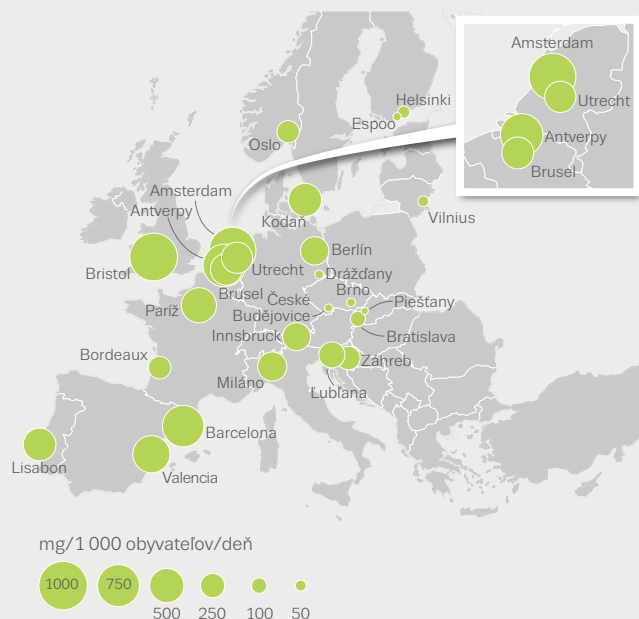 Amsterdam
Utrecht
Antverpy
Brusel
Helsinki
Espoo
Oslo
Amsterdam
Antverpy
Kodaň
Vilnius
Bristol
Utrecht
Berlín
Drážďany
Brusel
České
Budějovice
Brno
Piešťany
Paríž
Innsbruck
Bratislava
Bordeaux
Miláno
Záhreb
Ľubľana
Barcelona
Lisabon
Valencia
mg/1 000 obyvateľov/deň
1000 750 500 250 100 50